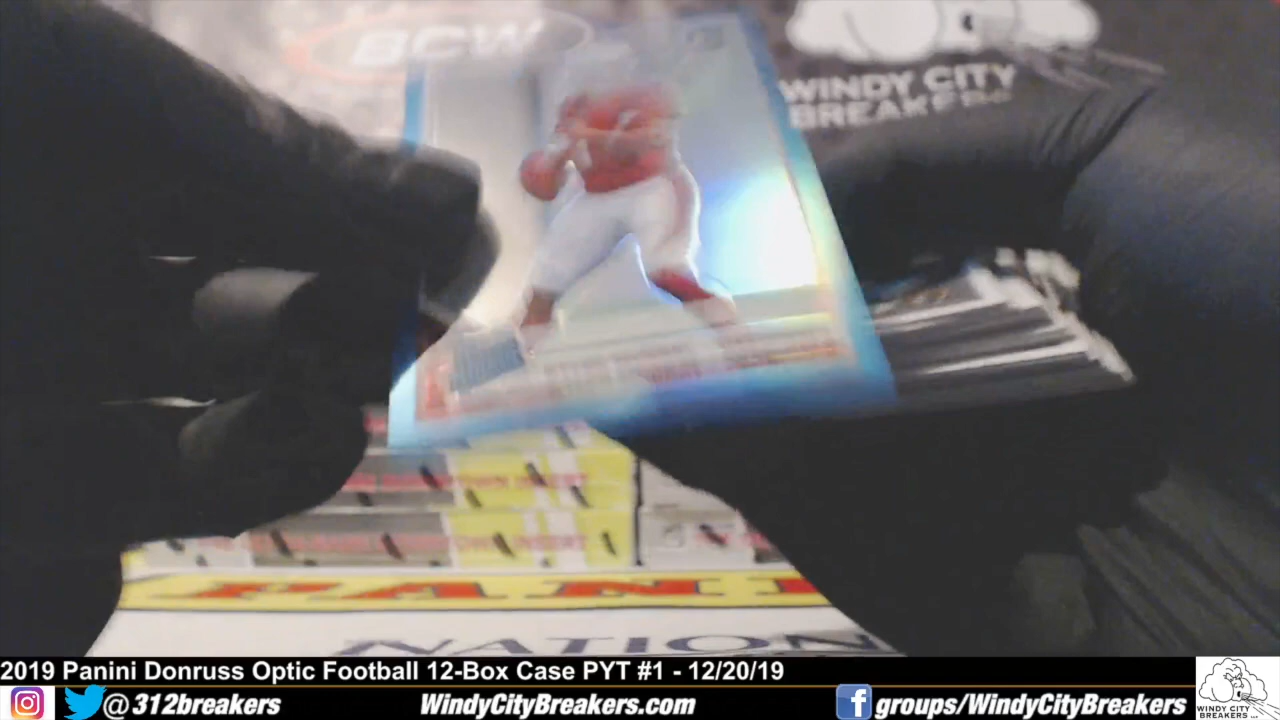 BCW
WINDY CITY
BREAKERS
PANI
NATION
2019 Panini Donruss Optic Football 12-Box Case PYT #1 - 12/20/19
@312breakers
WindyCityBreakers.com
groups/WindyCityBreakers
WINDY CITY
BREAKERS